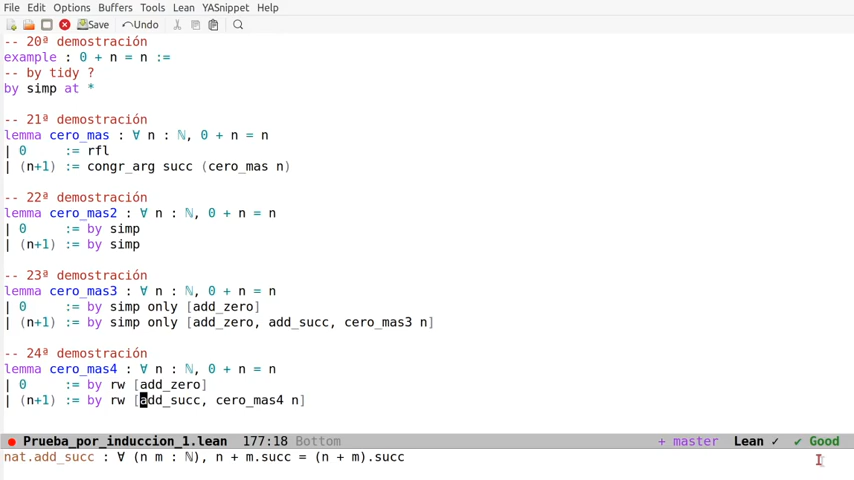 File Edit Options Buffers Tools Lean YASnippet Help
Save Undo
-- 20ª demostración
example : 0 + n = n :=
-- by tidy ?
by simp at *
-- 21ª demostración
lemma cero_mas : ∀ n : ℕ, 0 + n = n
| 0     := rfl
| (n+1) := congr_arg succ (cero_mas n)
-- 22ª demostración
lemma cero_mas2 : ∀ n : ℕ, 0 + n = n
| 0     := by simp
| (n+1) := by simp
-- 23ª demostración
lemma cero_mas3 : ∀ n : ℕ, 0 + n = n
| 0     := by simp only [add_zero]
| (n+1) := by simp only [add_zero, add_succ, cero_mas3 n]
-- 24ª demostración
lemma cero_mas4 : ∀ n : ℕ, 0 + n = n
| 0     := by rw [add_zero]
| (n+1) := by rw [add_succ, cero_mas4 n]
Prueba_por_induccion_1.lean 177:18 Bottom + master Lean ✓ ✓ Good
nat.add_succ : ∀ (n m : ℕ), n + m.succ = (n + m).succ